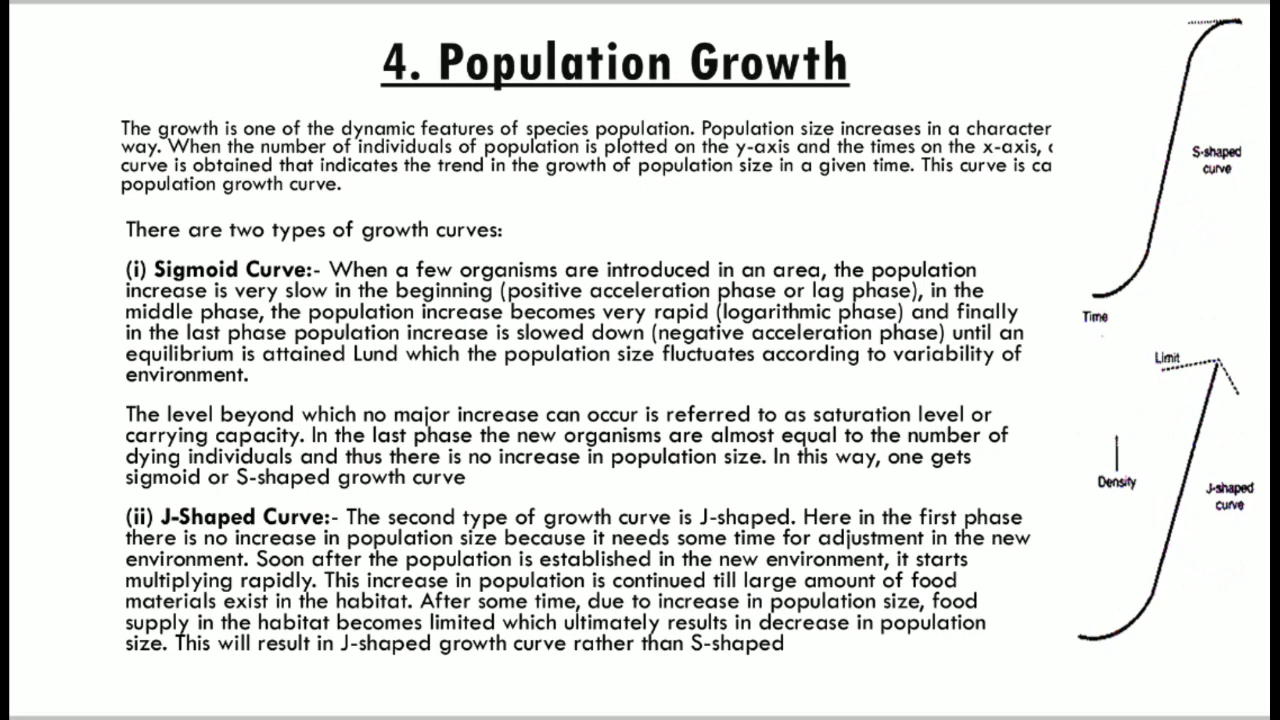 4. Population Growth
The growth is one of the dynamic features of species population. Population size increases in a character
way. When the number of individuals of population is plotted on the y-axis and the times on the x-axis,
curve is obtained that indicates the trend in the growth of population size in a given time. This curve is ca
population growth curve.
There are two types of growth curves:
(i) Sigmoid Curve:- When a few organisms are introduced in an area, the population
increase is very slow in the beginning (positive acceleration phase or lag phase), in the
middle phase, the population increase becomes very rapid (logarithmic phase) and finally
in the last phase population increase is slowed down (negative acceleration phase) until an
equilibrium is attained Lund which the population size fluctuates according to variability of
environment.
The level beyond which no major increase can occur is referred to as saturation level or
carrying capacity. In the last phase the new organisms are almost equal to the number of
dying individuals and thus there is no increase in population size. In this way, one gets
sigmoid or S-shaped growth curve
(ii) J-Shaped Curve:- The second type of growth curve is J-shaped. Here in the first phase
there is no increase in population size because it needs some time for adjustment in the new
environment. Soon after the population is established in the new environment, it starts
multiplying rapidly. This increase in population is continued till large amount of food
materials exist in the habitat. After some time, due to increase in population size, food
supply in the habitat becomes limited which ultimately results in decrease in population
size. This will result in J-shaped growth curve rather than S-shaped
S-shaped
curve
Time
Limit
Density
J-shaped
curve